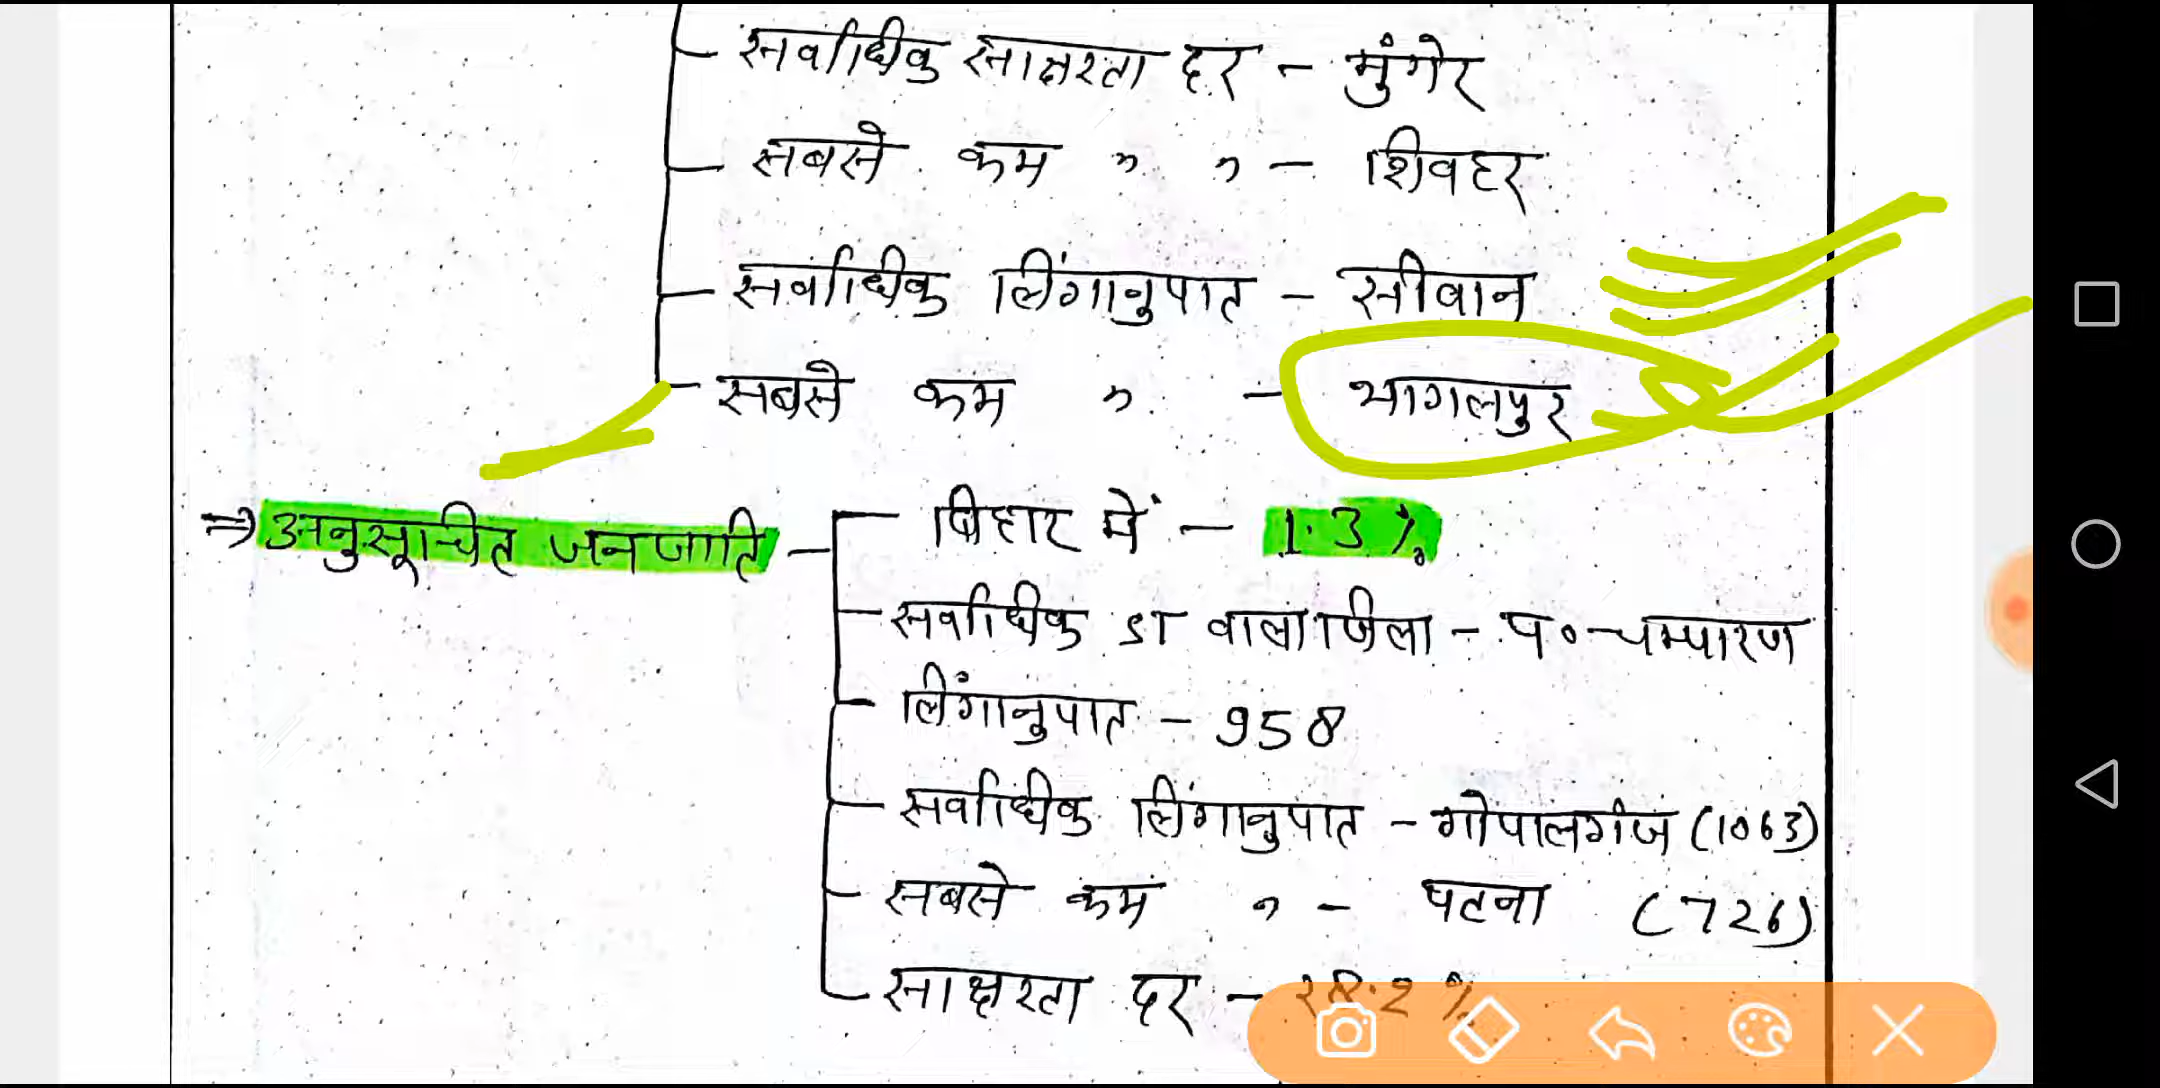 सर्वाधिक साक्षरता दर - मुंगेर
सबसे कम " " - शिवहर
सर्वाधिक लिंगानुपात - सीवान
सबसे कम " - भागलपुर
⇒ अनुसूचित जनजाति - बिहार में - 1.3%
सर्वाधिक ST वाला जिला - प० चम्पारण
लिंगानुपात - 958
सर्वाधिक लिंगानुपात - गोपालगंज (1063)
सबसे कम " - पटना (726)
साक्षरता दर -